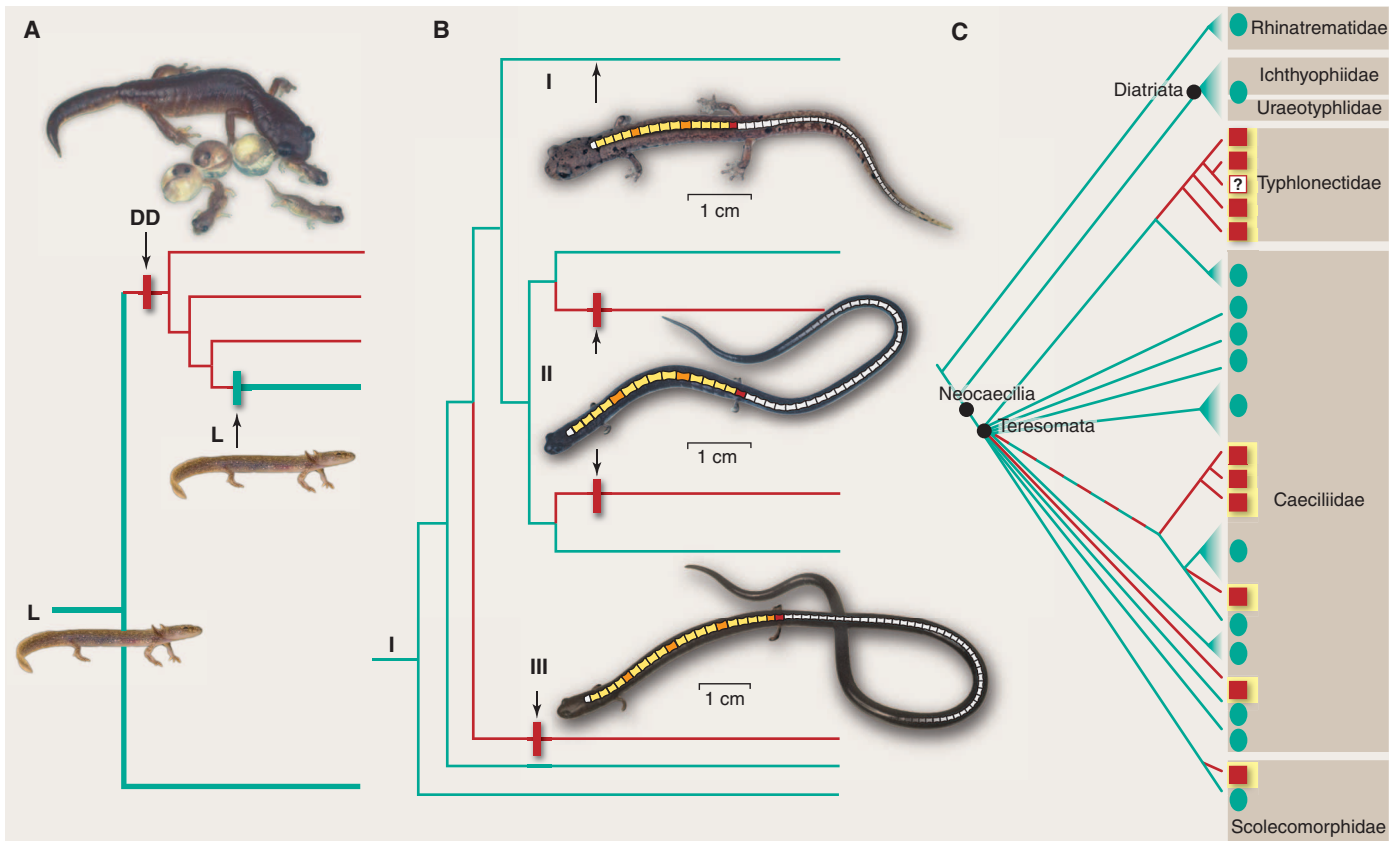 A
B
C
DD
L
L
I
1 cm
II
1 cm
I
III
1 cm
Rhinatrematidae
Ichthyophiidae
Diatriata
Uraeotyphlidae
?
Typhlonectidae
Neocaecilia
Teresomata
Caeciliidae
Scolecomorphidae